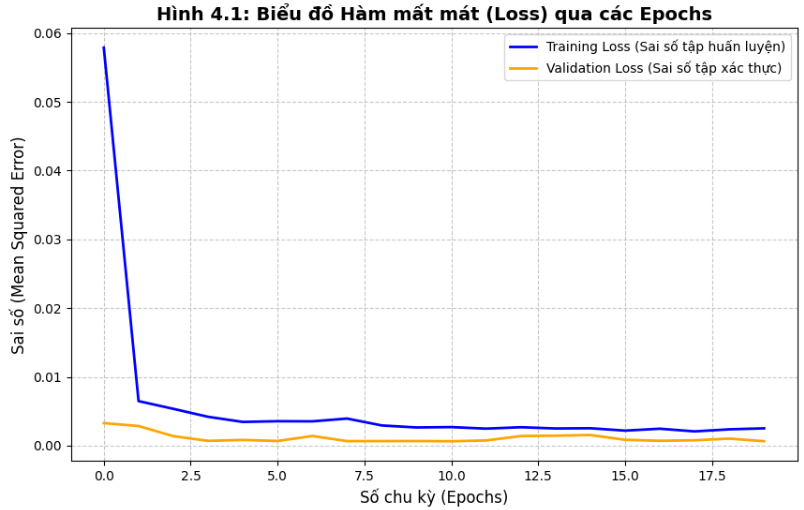 Hình 4.1: Biểu đồ Hàm mất mát (Loss) qua các Epochs
Training Loss (Sai số tập huấn luyện)
Validation Loss (Sai số tập xác thực)
Sai số (Mean Squared Error)
0.06
0.05
0.04
0.03
0.02
0.01
0.00
0.0 2.5 5.0 7.5 10.0 12.5 15.0 17.5
Số chu kỳ (Epochs)